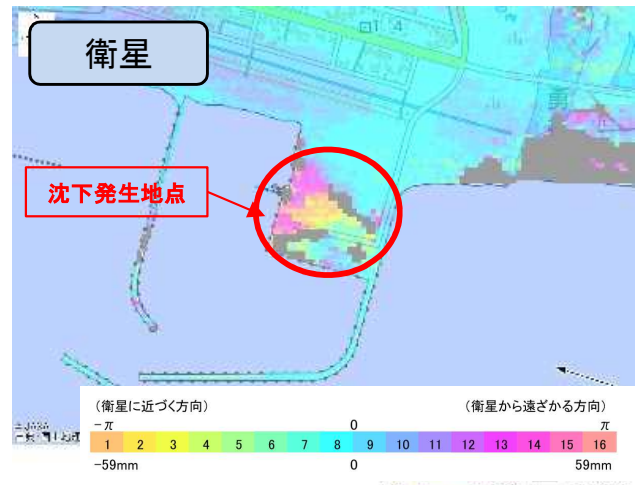 衛星
沈下発生地点
(衛星に近づく方向) (衛星から遠ざかる方向)
-π 0 π
1 2 3 4 5 6 7 8 9 10 11 12 13 14 15 16
-59mm 0 59mm